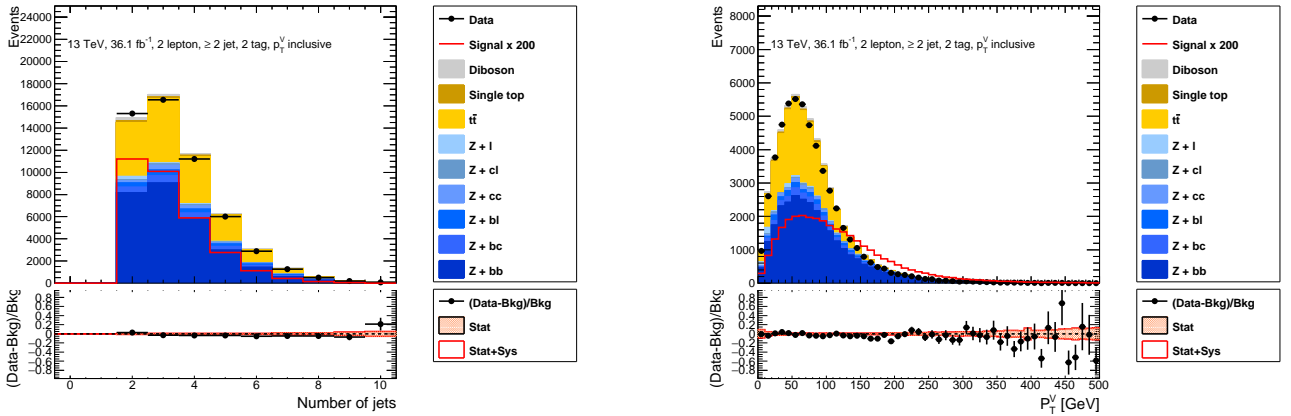 Events
26000
24000
22000
20000
18000
16000
14000
12000
10000
8000
6000
4000
2000
0
13 TeV, 36.1 fb⁻¹, 2 lepton, ≥ 2 jet, 2 tag, p_T^V inclusive
Data
Signal x 200
Diboson
Single top
tt̄
Z + l
Z + cl
Z + cc
Z + bl
Z + bc
Z + bb
(Data-Bkg)/Bkg
0.8
0.6
0.4
0.2
0
−0.2
−0.4
−0.6
−0.8
0 2 4 6 8 10
Number of jets
(Data-Bkg)/Bkg
Stat
Stat+Sys
Events
8000
7000
6000
5000
4000
3000
2000
1000
0
13 TeV, 36.1 fb⁻¹, 2 lepton, ≥ 2 jet, 2 tag, p_T^V inclusive
Data
Signal x 200
Diboson
Single top
tt̄
Z + l
Z + cl
Z + cc
Z + bl
Z + bc
Z + bb
(Data-Bkg)/Bkg
0.8
0.6
0.4
0.2
0
−0.2
−0.4
−0.6
−0.8
0 50 100 150 200 250 300 350 400 450 500
P_T^V [GeV]
(Data-Bkg)/Bkg
Stat
Stat+Sys